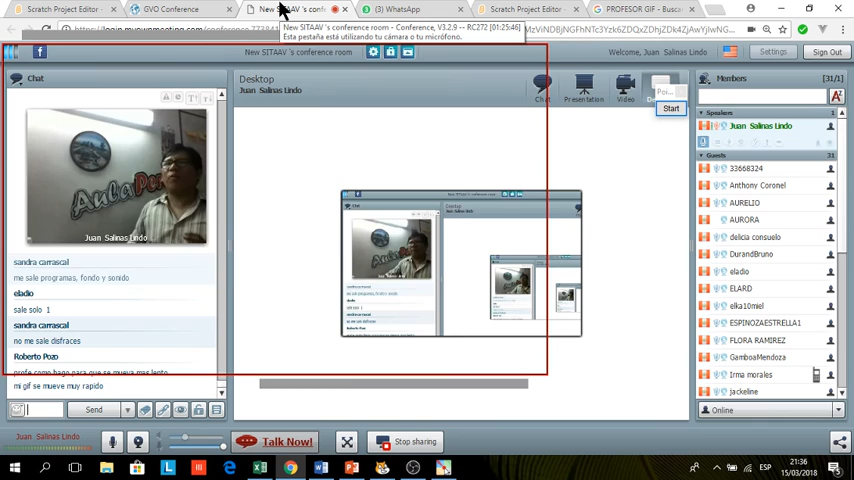 Scratch Project Editor -
GVO Conference
New SITAAV 's conf
(3) WhatsApp
Scratch Project Editor -
PROFESOR GIF - Busc
New SITAAV 's conference room - Conference, V3.2.9 -- RC272 [01:25:46]
Esta pestaña está utilizando tu cámara o tu micrófono.
New SITAAV 's conference room
Welcome, Juan Salinas Lindo
Settings
Sign Out
Chat
Desktop
Juan Salinas Lindo
Chat
Presentation
Video
Poi...
Start
Members
[31/1]
Speakers
1
Juan Salinas Lindo
Guests
31
33668324
Anthony Coronel
AURELIO
AURORA
delicia consuelo
DurandBruno
eladio
ELARD
elka10miel
ESPINOZAESTRELLA1
FLORA RAMIREZ
GamboaMendoza
Irma morales
jackeline
Online
Juan Salinas Lindo
sandra carrascal
me sale programas, fondo y sonido
eladio
sale solo 1
sandra carrascal
no me sale disfraces
Roberto Pozo
profe como hago para que se mueva mas lento
mi gif se mueve muy rapido
Send
Juan Salinas Lindo
Talk Now!
Stop sharing
ESP
21:36
15/03/2018